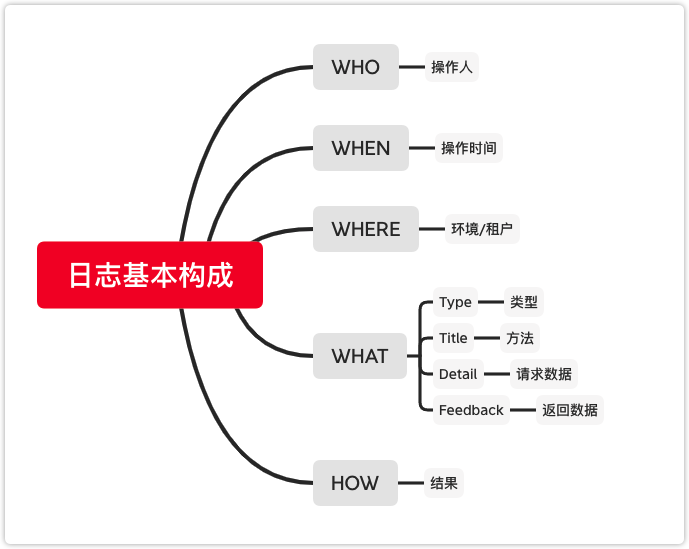 日志基本构成
WHO
操作人
WHEN
操作时间
WHERE
环境/租户
WHAT
Type
类型
Title
方法
Detail
请求数据
Feedback
返回数据
HOW
结果